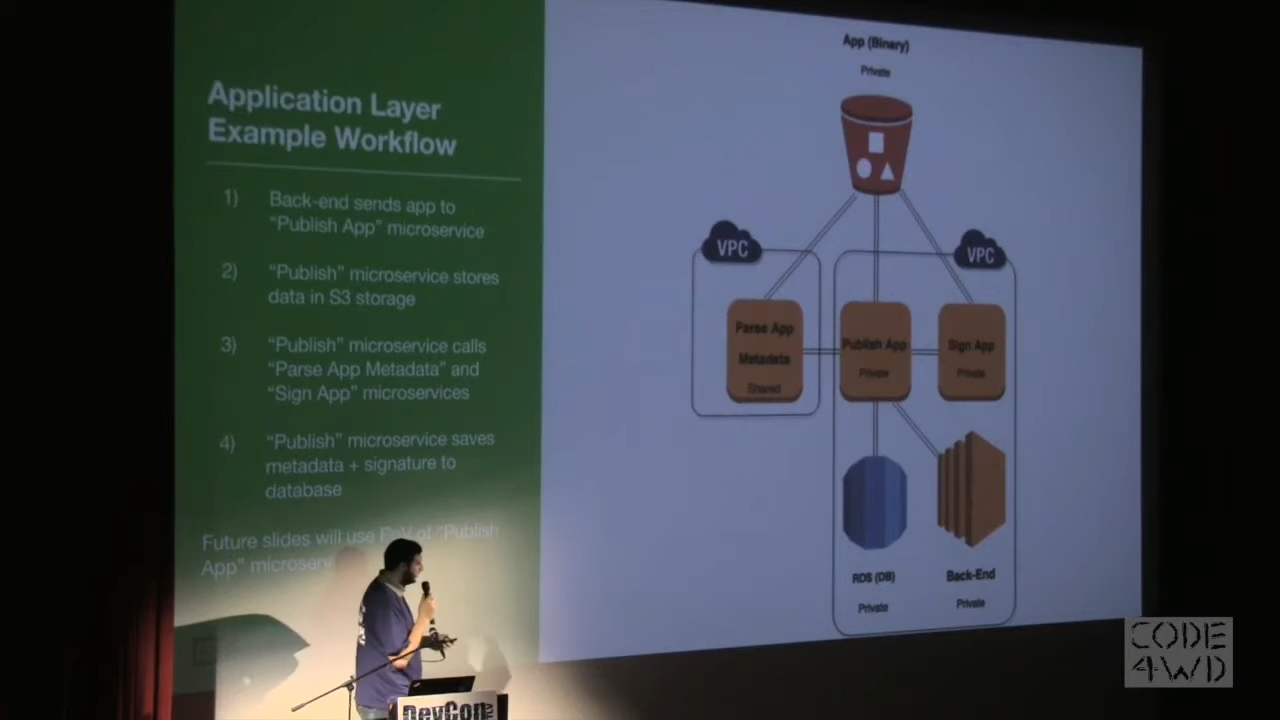 Application Layer
Example Workflow
1) Back-end sends app to
"Publish App" microservice
2) "Publish" microservice stores
data in S3 storage
3) "Publish" microservice calls
"Parse App Metadata" and
"Sign App" microservices
4) "Publish" microservice saves
metadata + signature to
database
Future slides will use PoV of "Publish
App"
App (Binary)
Private
VPC
VPC
Parse App
Metadata
Shared
Publish App
Private
Sign App
Private
RDS (DB)
Private
Back-End
Private
DevCon
CODE
4WD